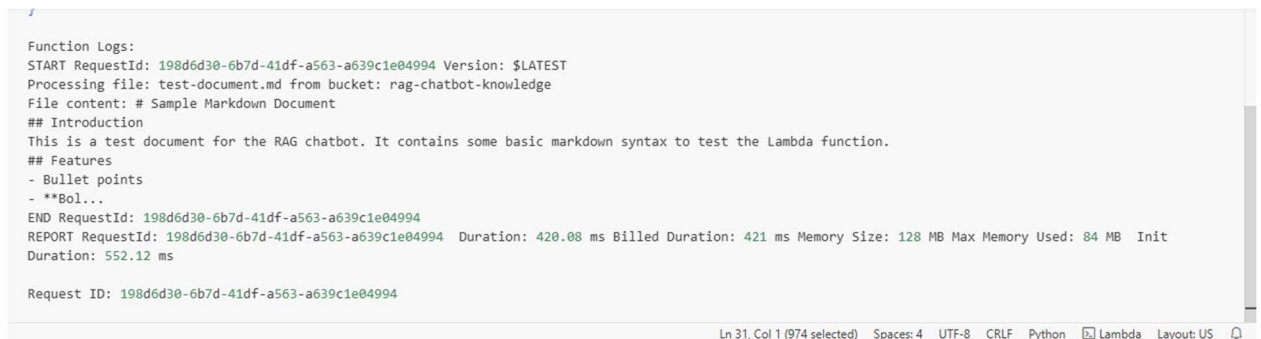 }
Function Logs:
START RequestId: 198d6d30-6b7d-41df-a563-a639c1e04994 Version: $LATEST
Processing file: test-document.md from bucket: rag-chatbot-knowledge
File content: # Sample Markdown Document
## Introduction
This is a test document for the RAG chatbot. It contains some basic markdown syntax to test the Lambda function.
## Features
- Bullet points
- **Bol...
END RequestId: 198d6d30-6b7d-41df-a563-a639c1e04994
REPORT RequestId: 198d6d30-6b7d-41df-a563-a639c1e04994  Duration: 420.08 ms Billed Duration: 421 ms Memory Size: 128 MB Max Memory Used: 84 MB  Init
Duration: 552.12 ms
Request ID: 198d6d30-6b7d-41df-a563-a639c1e04994
Ln 31, Col 1 (974 selected) Spaces: 4 UTF-8 CRLF Python Lambda Layout: US